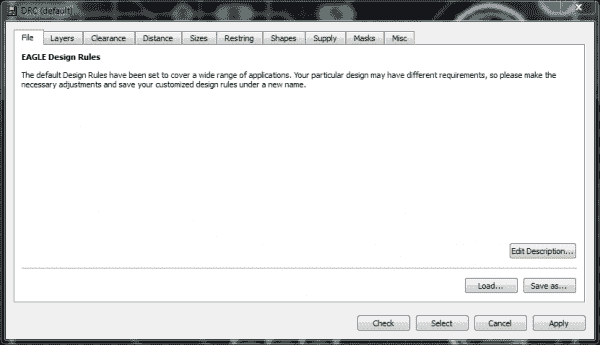 DRC (default)
File Layers Clearance Distance Sizes Restring Shapes Supply Masks Misc
EAGLE Design Rules
The default Design Rules have been set to cover a wide range of applications. Your particular design may have different requirements, so please make the
necessary adjustments and save your customized design rules under a new name.
Edit Description...
Load... Save as...
Check Select Cancel Apply